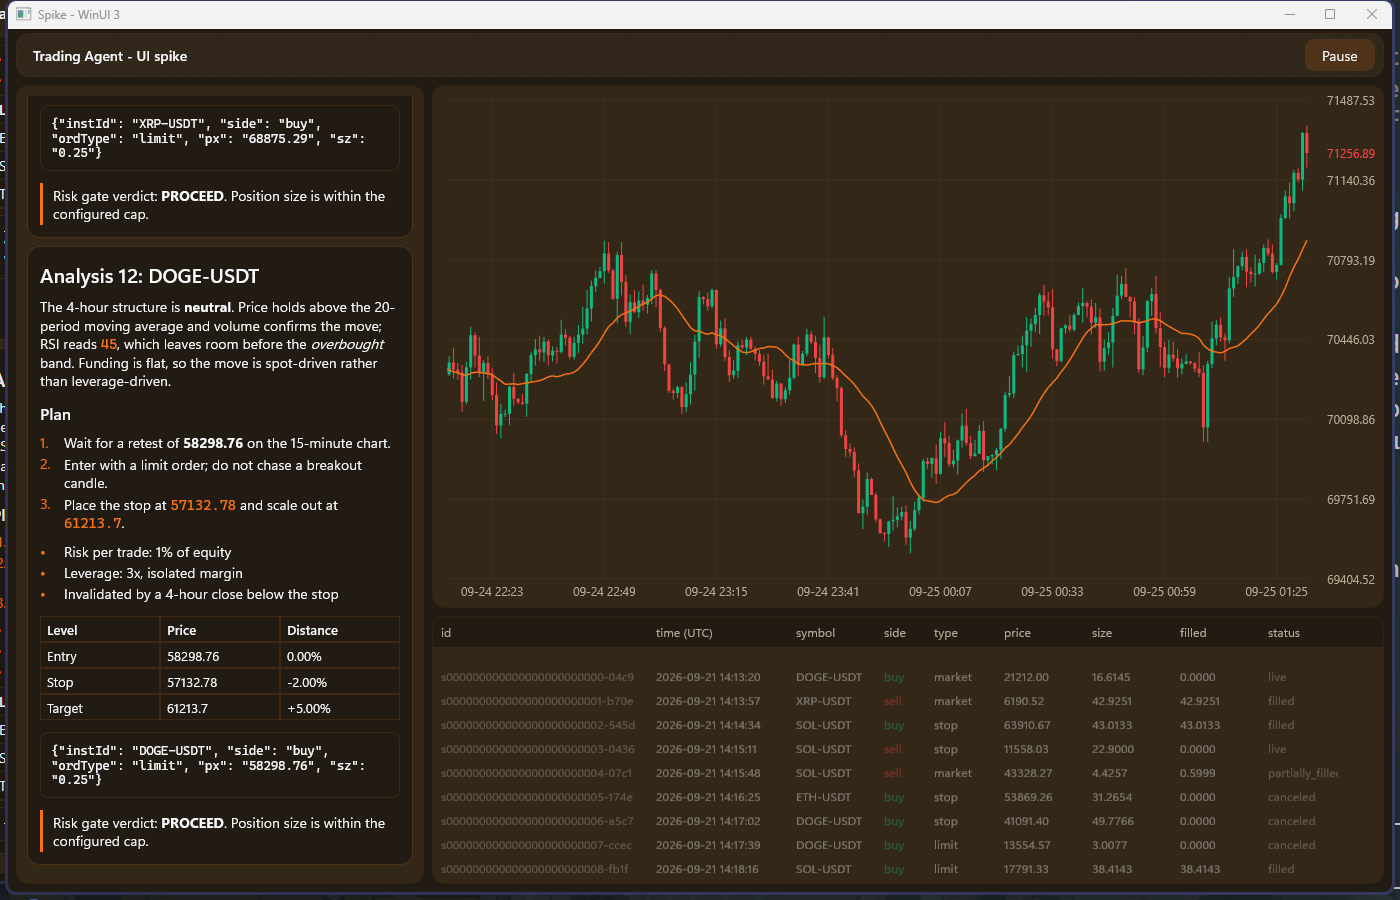 Spike - WinUI 3
Trading Agent - UI spike
Pause
{"instId": "XRP-USDT", "side": "buy",
"ordType": "limit", "px": "68875.29", "sz":
"0.25"}
Risk gate verdict: PROCEED. Position size is within the
configured cap.
Analysis 12: DOGE-USDT
The 4-hour structure is neutral. Price holds above the 20-
period moving average and volume confirms the move;
RSI reads 45, which leaves room before the overbought
band. Funding is flat, so the move is spot-driven rather
than leverage-driven.
Plan
1. Wait for a retest of 58298.76 on the 15-minute chart.
2. Enter with a limit order; do not chase a breakout
candle.
3. Place the stop at 57132.78 and scale out at
61213.7.
• Risk per trade: 1% of equity
• Leverage: 3x, isolated margin
• Invalidated by a 4-hour close below the stop
Level Price Distance
Entry 58298.76 0.00%
Stop 57132.78 -2.00%
Target 61213.7 +5.00%
{"instId": "DOGE-USDT", "side": "buy",
"ordType": "limit", "px": "58298.76", "sz":
"0.25"}
Risk gate verdict: PROCEED. Position size is within the
configured cap.
71487.53
71256.89
71140.36
70793.19
70446.03
70098.86
69751.69
69404.52
09-24 22:23 09-24 22:49 09-24 23:15 09-24 23:41 09-25 00:07 09-25 00:33 09-25 00:59 09-25 01:25
id time (UTC) symbol side type price size filled status
s0000000000000000000000000-04c9 2026-09-21 14:13:20 DOGE-USDT buy market 21212.00 16.6145 0.0000 live
s0000000000000000000000001-b70e 2026-09-21 14:13:57 XRP-USDT sell market 6190.52 42.9251 42.9251 filled
s0000000000000000000000002-545d 2026-09-21 14:14:34 SOL-USDT buy stop 63910.67 43.0133 43.0133 filled
s0000000000000000000000003-0436 2026-09-21 14:15:11 SOL-USDT sell stop 11558.03 22.9000 0.0000 live
s0000000000000000000000004-07c1 2026-09-21 14:15:48 SOL-USDT sell market 43328.27 4.4257 0.5999 partially_filled
s0000000000000000000000005-174e 2026-09-21 14:16:25 ETH-USDT buy stop 53869.26 31.2654 0.0000 canceled
s0000000000000000000000006-a5c7 2026-09-21 14:17:02 DOGE-USDT buy stop 41091.40 49.7766 0.0000 canceled
s0000000000000000000000007-ccec 2026-09-21 14:17:39 DOGE-USDT buy limit 13554.57 3.0077 0.0000 canceled
s0000000000000000000000008-fb1f 2026-09-21 14:18:16 SOL-USDT buy limit 17791.33 38.4143 38.4143 filled